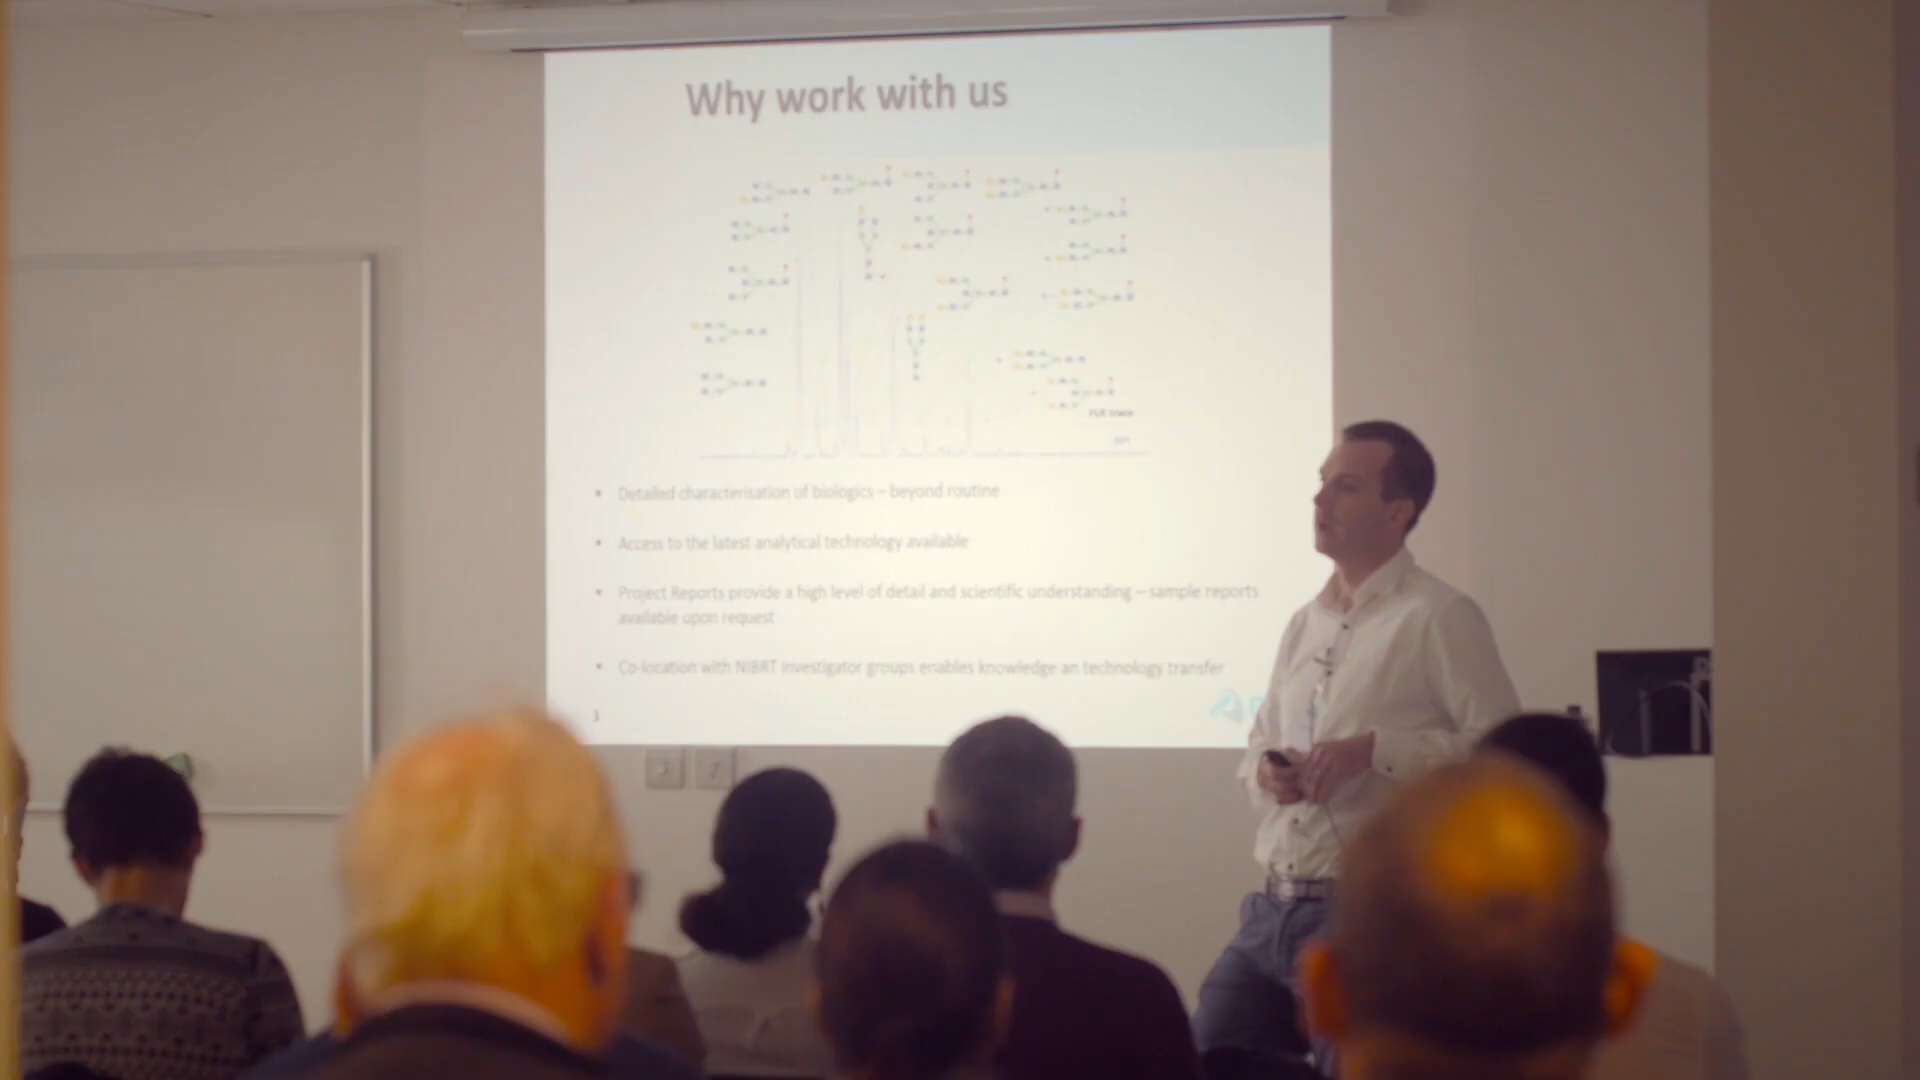 Why work with us
FLR trace
• Detailed characterisation of biologics – beyond routine
• Access to the latest analytical technology available
• Project Reports provide a high level of detail and scientific understanding – sample reports
available upon request
• Co-location with NIBRT investigator groups enables knowledge an technology transfer